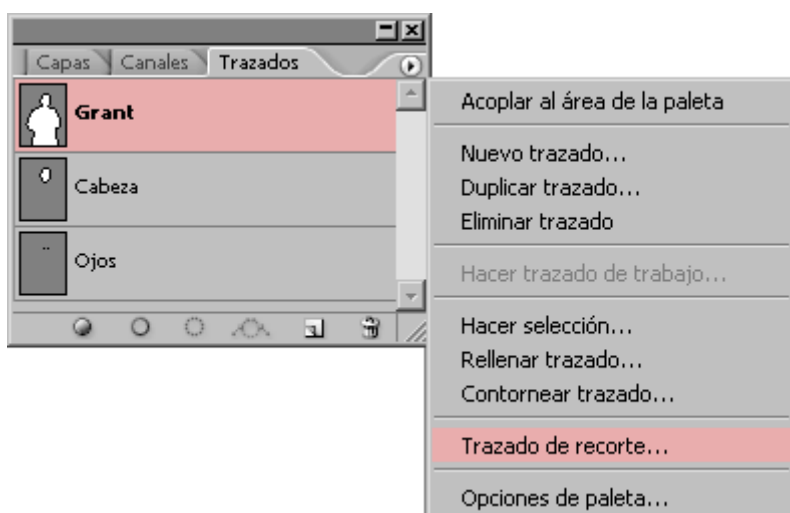 Capas Canales Trazados
Grant
Cabeza
Ojos
Acoplar al área de la paleta
Nuevo trazado...
Duplicar trazado...
Eliminar trazado
Hacer trazado de trabajo...
Hacer selección...
Rellenar trazado...
Contornear trazado...
Trazado de recorte...
Opciones de paleta...